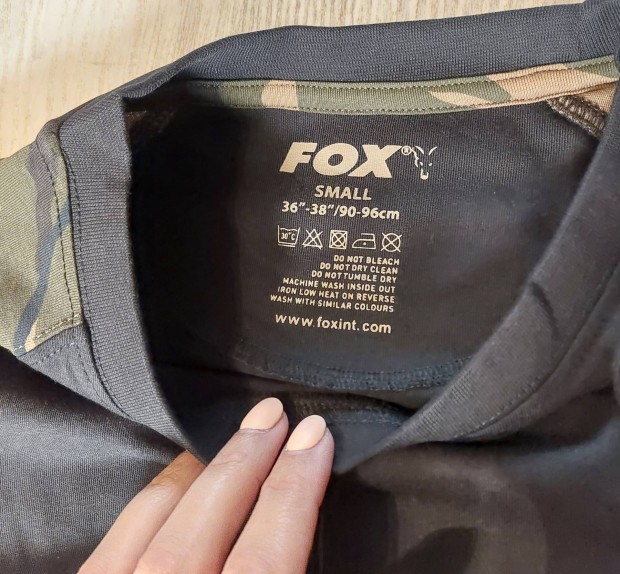 FOX®
SMALL
36"-38"/90-96cm
30°C
DO NOT BLEACH
DO NOT DRY CLEAN
DO NOT TUMBLE DRY
MACHINE WASH INSIDE OUT
IRON LOW HEAT ON REVERSE
WASH WITH SIMILAR COLOURS
www.foxint.com